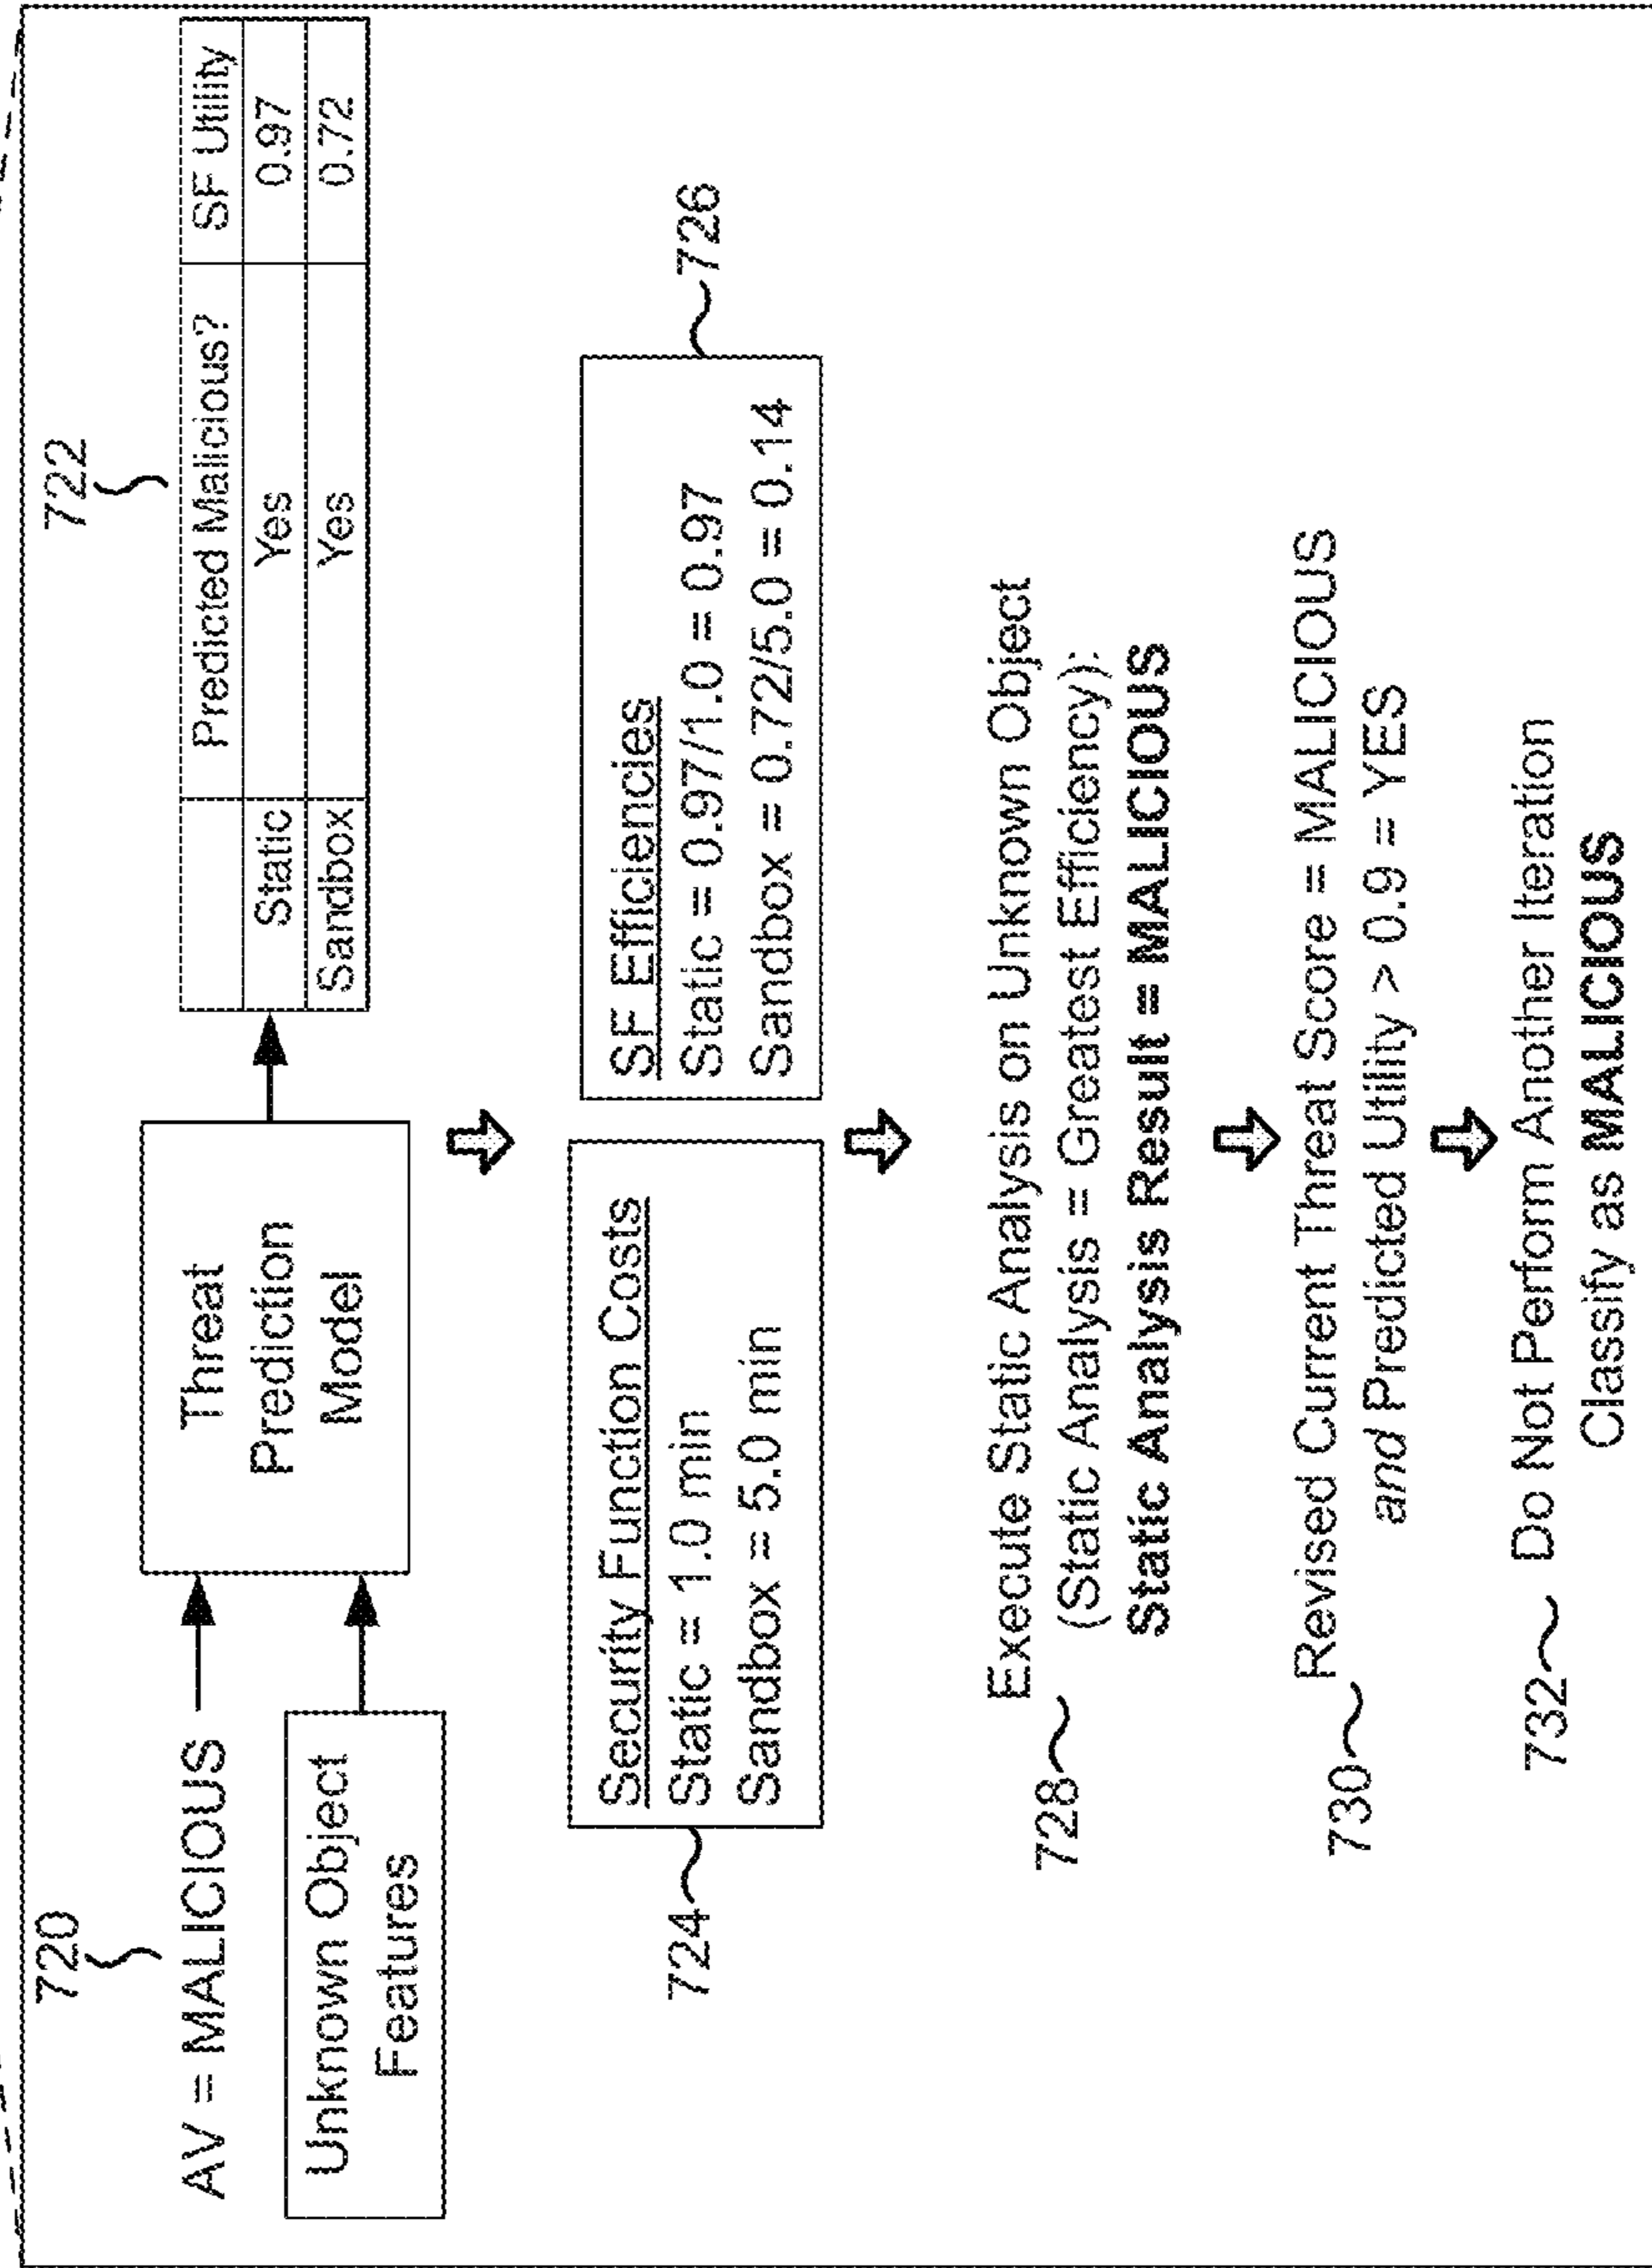 720
AV = MALICIOUS
Unknown Object
Features
Threat
Prediction
Model
722
Predicted Malicious? SF Utility
Static Yes 0.97
Sandbox Yes 0.72
724
Security Function Costs
Static = 1.0 min
Sandbox = 5.0 min
726
SF Efficiencies
Static = 0.97/1.0 = 0.97
Sandbox = 0.72/5.0 = 0.14
728
Execute Static Analysis on Unknown Object
(Static Analysis = Greatest Efficiency):
Static Analysis Result = MALICIOUS
730
Revised Current Threat Score = MALICIOUS
and Predicted Utility > 0.9 = YES
732
Do Not Perform Another Iteration
Classify as MALICIOUS